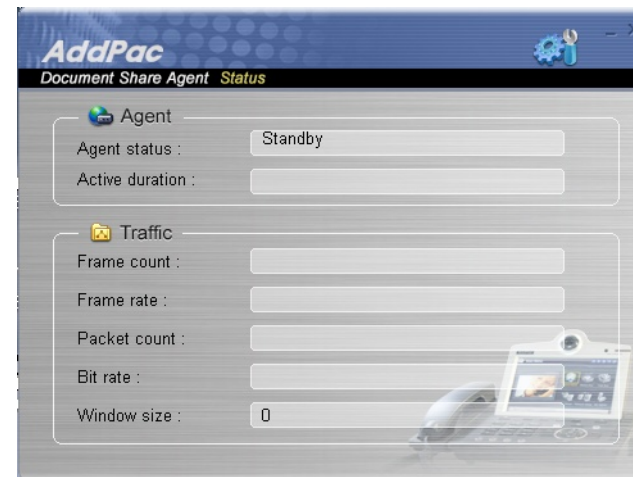 AddPac
Document Share Agent Status
Agent
Agent status : Standby
Active duration :
Traffic
Frame count :
Frame rate :
Packet count :
Bit rate :
Window size : 0